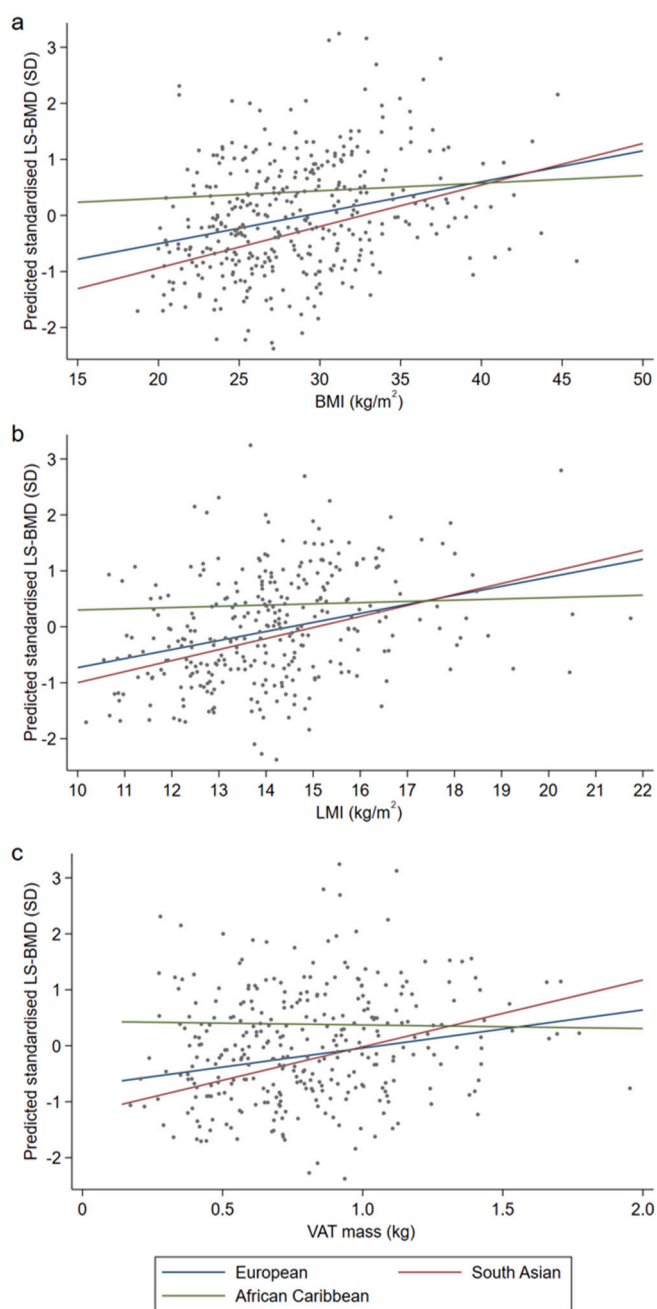 a
Predicted standardised LS-BMD (SD)
3
2
1
0
-1
-2
15 20 25 30 35 40 45 50
BMI (kg/m²)
b
Predicted standardised LS-BMD (SD)
3
2
1
0
-1
-2
10 11 12 13 14 15 16 17 18 19 20 21 22
LMI (kg/m²)
c
Predicted standardised LS-BMD (SD)
3
2
1
0
-1
-2
0 0.5 1.0 1.5 2.0
VAT mass (kg)
European South Asian
African Caribbean